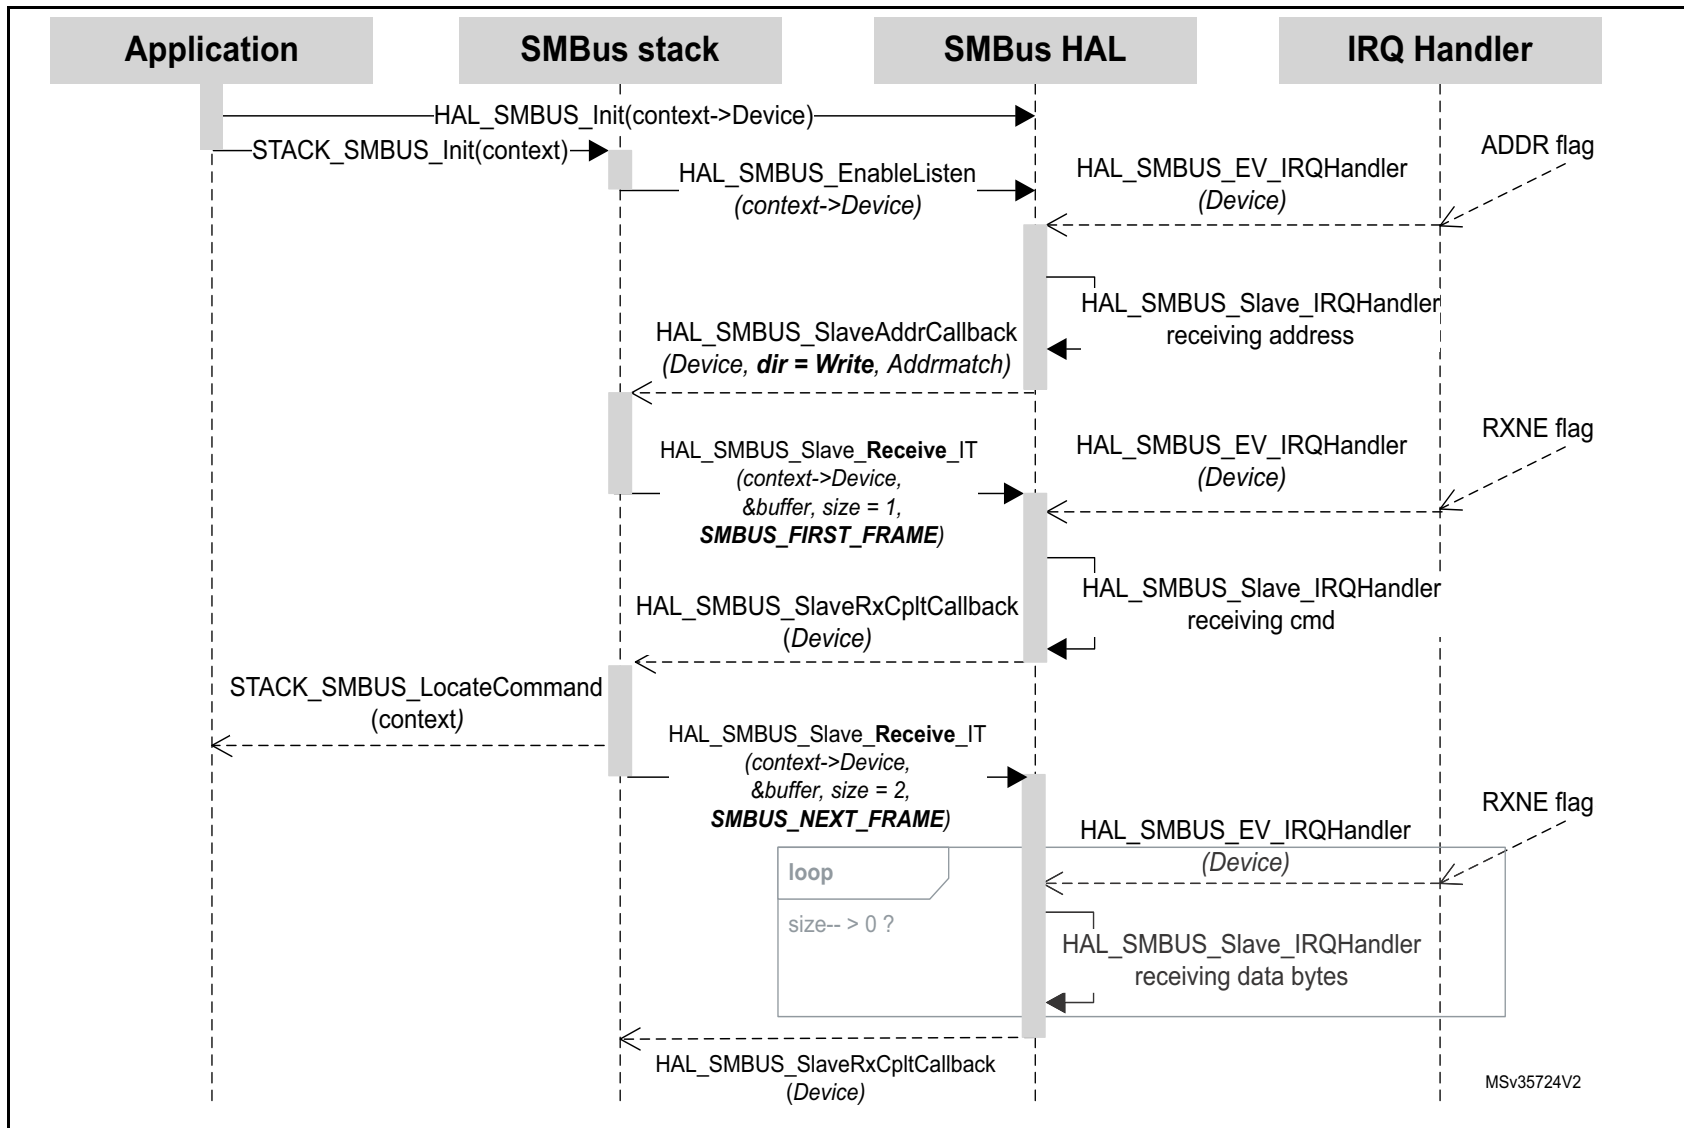 Application
SMBus stack
SMBus HAL
IRQ Handler
HAL_SMBUS_Init(context->Device)
STACK_SMBUS_Init(context)
HAL_SMBUS_EnableListen
(context->Device)
ADDR flag
HAL_SMBUS_EV_IRQHandler
(Device)
HAL_SMBUS_Slave_IRQHandler
receiving address
HAL_SMBUS_SlaveAddrCallback
(Device, dir = Write, Addrmatch)
HAL_SMBUS_Slave_Receive_IT
(context->Device,
&buffer, size = 1,
SMBUS_FIRST_FRAME)
RXNE flag
HAL_SMBUS_EV_IRQHandler
(Device)
HAL_SMBUS_Slave_IRQHandler
receiving cmd
HAL_SMBUS_SlaveRxCpltCallback
(Device)
STACK_SMBUS_LocateCommand
(context)
HAL_SMBUS_Slave_Receive_IT
(context->Device,
&buffer, size = 2,
SMBUS_NEXT_FRAME)
RXNE flag
HAL_SMBUS_EV_IRQHandler
(Device)
loop
size-- > 0 ?
HAL_SMBUS_Slave_IRQHandler
receiving data bytes
HAL_SMBUS_SlaveRxCpltCallback
(Device)
MSv35724V2